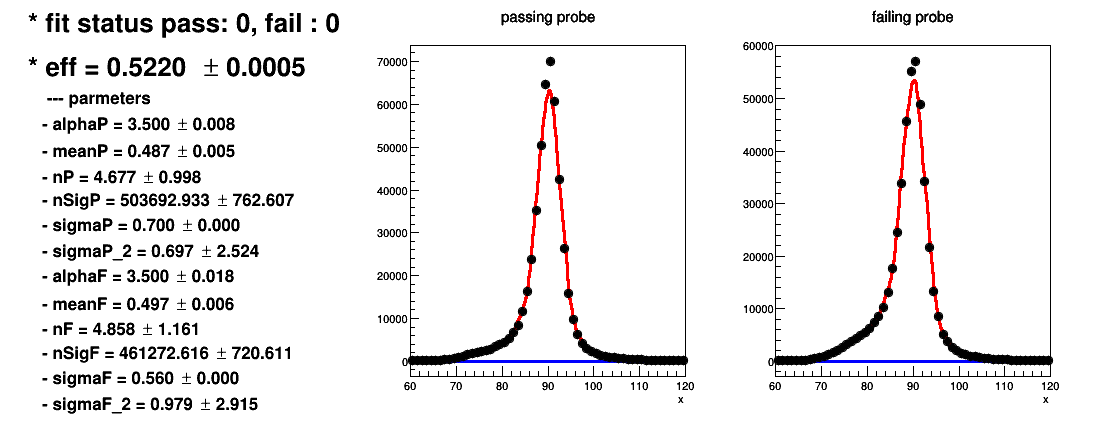 * fit status pass: 0, fail : 0
* eff = 0.5220 ± 0.0005
--- parmeters
- alphaP = 3.500 ± 0.008
- meanP = 0.487 ± 0.005
- nP = 4.677 ± 0.998
- nSigP = 503692.933 ± 762.607
- sigmaP = 0.700 ± 0.000
- sigmaP_2 = 0.697 ± 2.524
- alphaF = 3.500 ± 0.018
- meanF = 0.497 ± 0.006
- nF = 4.858 ± 1.161
- nSigF = 461272.616 ± 720.611
- sigmaF = 0.560 ± 0.000
- sigmaF_2 = 0.979 ± 2.915
passing probe
70000
60000
50000
40000
30000
20000
10000
0
60 70 80 90 100 110 120
x
failing probe
60000
50000
40000
30000
20000
10000
0
60 70 80 90 100 110 120
x